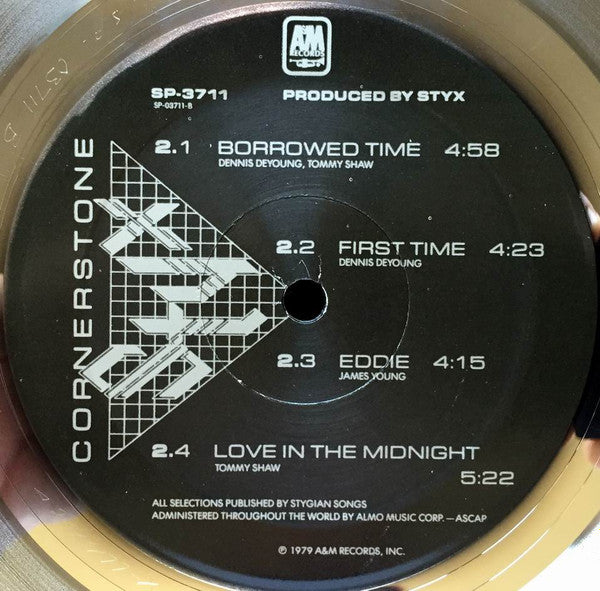 A&M
RECORDS
SP-3711 PRODUCED BY STYX
SP-03711-B
2.1 BORROWED TIME 4:58
DENNIS DEYOUNG, TOMMY SHAW
CORNERSTONE
STYX
2.2 FIRST TIME 4:23
DENNIS DEYOUNG
2.3 EDDIE 4:15
JAMES YOUNG
2.4 LOVE IN THE MIDNIGHT
TOMMY SHAW
5:22
ALL SELECTIONS PUBLISHED BY STYGIAN SONGS
ADMINISTERED THROUGHOUT THE WORLD BY ALMO MUSIC CORP. —ASCAP
℗ 1979 A&M RECORDS, INC.